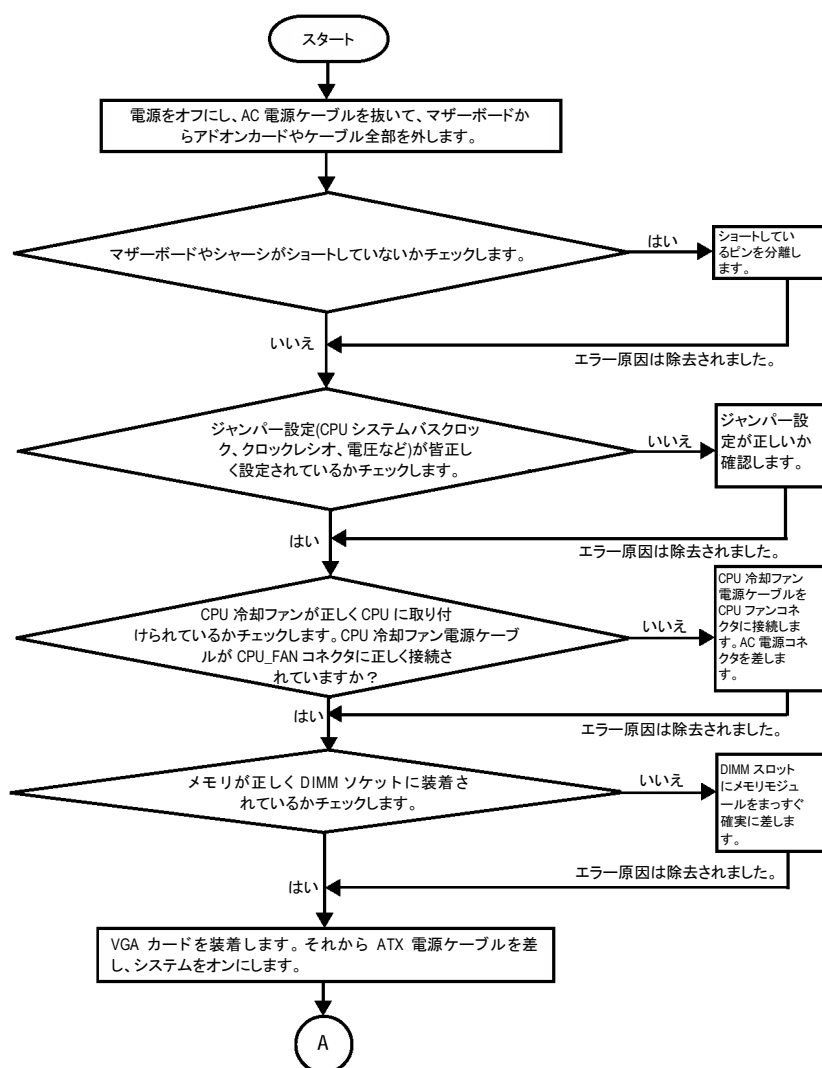 スタート
電源をオフにし、AC 電源ケーブルを抜いて、マザーボードか
らアドオンカードやケーブル全部を外します。
マザーボードやシャーシがショートしていないかチェックします。
はい
ショートしてい
るピンを分離し
ます。
いいえ
エラー原因は除去されました。
ジャンパー設定(CPU システムバスクロッ
ク、クロックレシオ、電圧など)が皆正し
く設定されているかチェックします。
いいえ
ジャンパー設
定が正しいか
確認します。
はい
エラー原因は除去されました。
CPU 冷却ファンが正しく CPU に取り付
けられているかチェックします。CPU 冷却ファン電源ケーブ
ルが CPU_FAN コネクタに正しく接続さ
れていますか？
いいえ
CPU 冷却ファン
電源ケーブルを
CPU ファンコネ
クタに接続しま
す。AC 電源コネ
クタを差しま
す。
はい
エラー原因は除去されました。
メモリが正しく DIMM ソケットに装着さ
れているかチェックします。
いいえ
DIMM スロット
にメモリモジュ
ールをまっすぐ
確実に差しま
す。
はい
エラー原因は除去されました。
VGA カードを装着します。それから ATX 電源ケーブルを差
し、システムをオンにします。
A